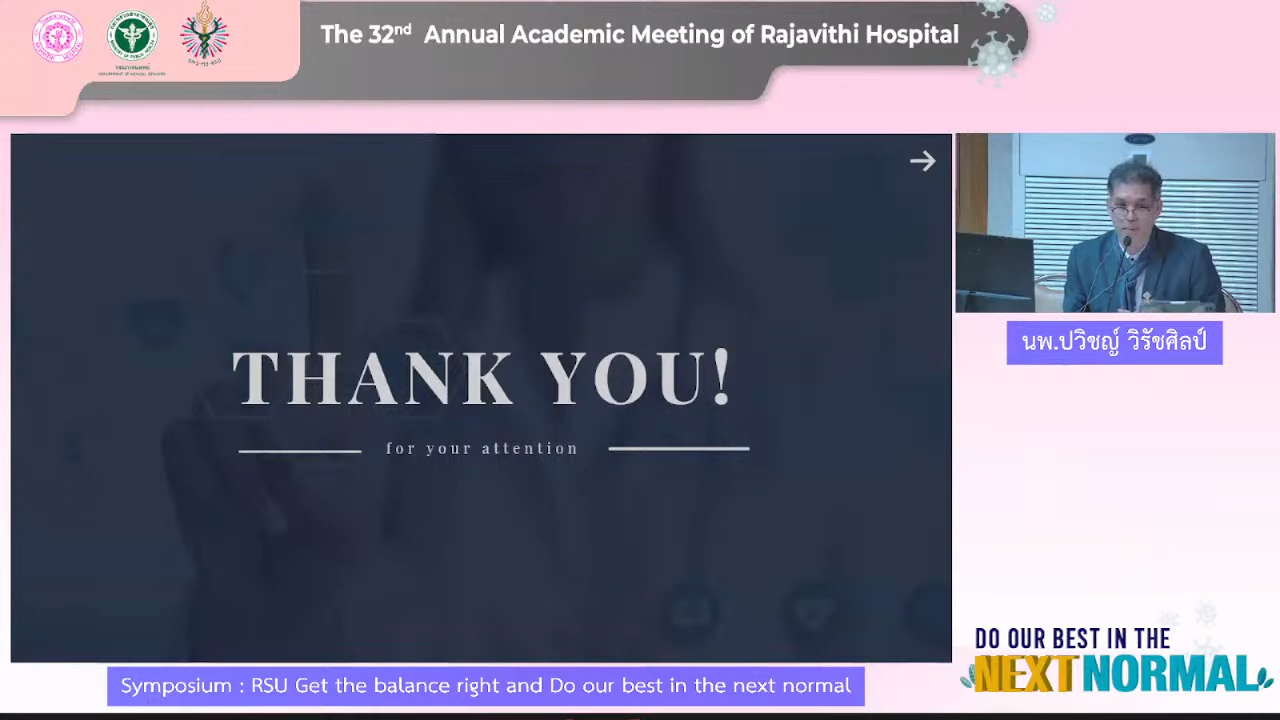 The 32nd Annual Academic Meeting of Rajavithi Hospital
THANK YOU!
for your attention
นพ.ปวิชญ์ วิรัชศิลป์
DO OUR BEST IN THE
NEXT NORMAL
Symposium : RSU Get the balance right and Do our best in the next normal